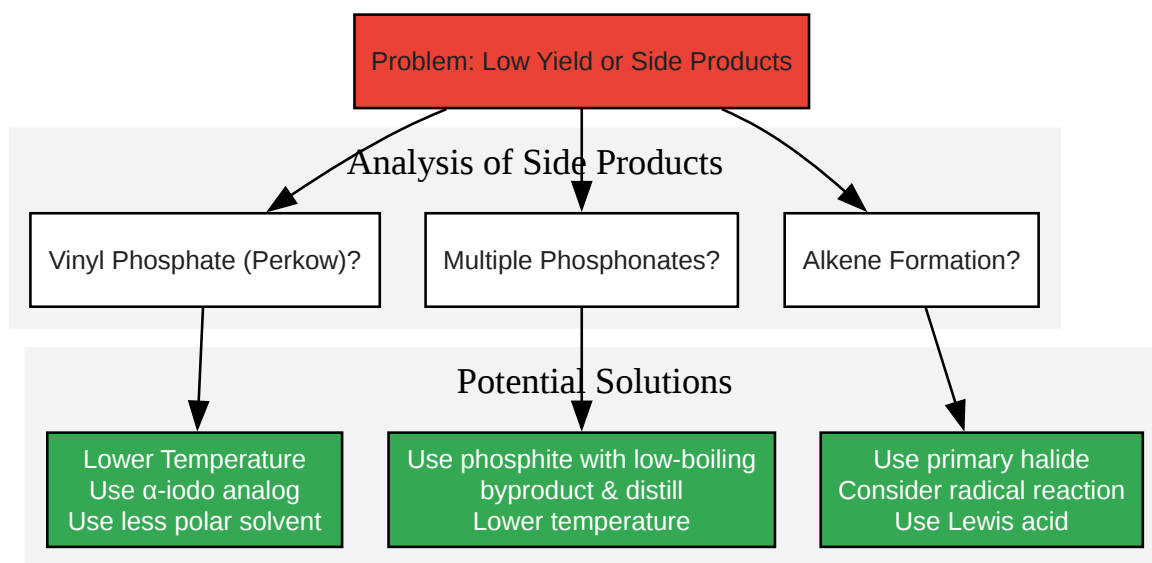 Problem: Low Yield or Side Products
Analysis of Side Products
Vinyl Phosphate (Perkow)?
Multiple Phosphonates?
Alkene Formation?
Potential Solutions
Lower Temperature
Use α-iodo analog
Use less polar solvent
Use phosphite with low-boiling
byproduct & distill
Lower temperature
Use primary halide
Consider radical reaction
Use Lewis acid